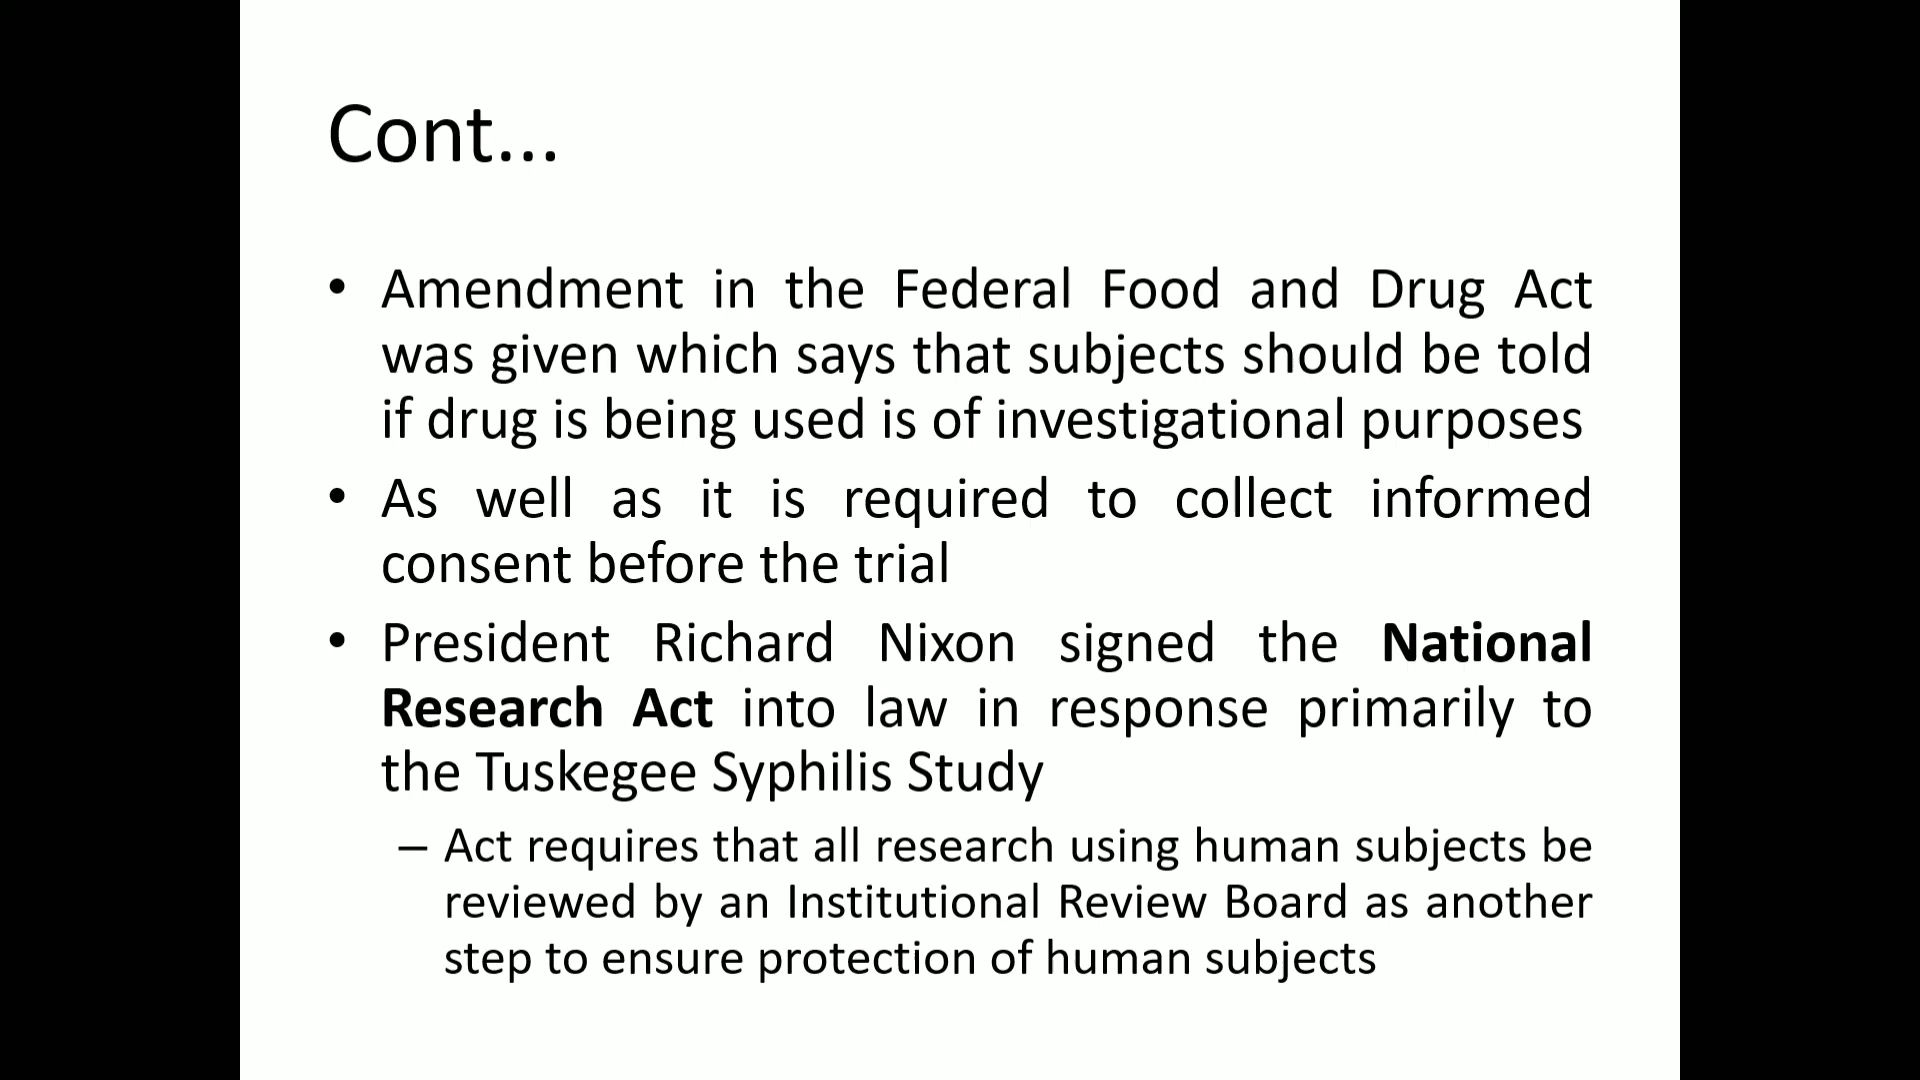 Cont...
• Amendment in the Federal Food and Drug Act
was given which says that subjects should be told
if drug is being used is of investigational purposes
• As well as it is required to collect informed
consent before the trial
• President Richard Nixon signed the National
Research Act into law in response primarily to
the Tuskegee Syphilis Study
– Act requires that all research using human subjects be
reviewed by an Institutional Review Board as another
step to ensure protection of human subjects